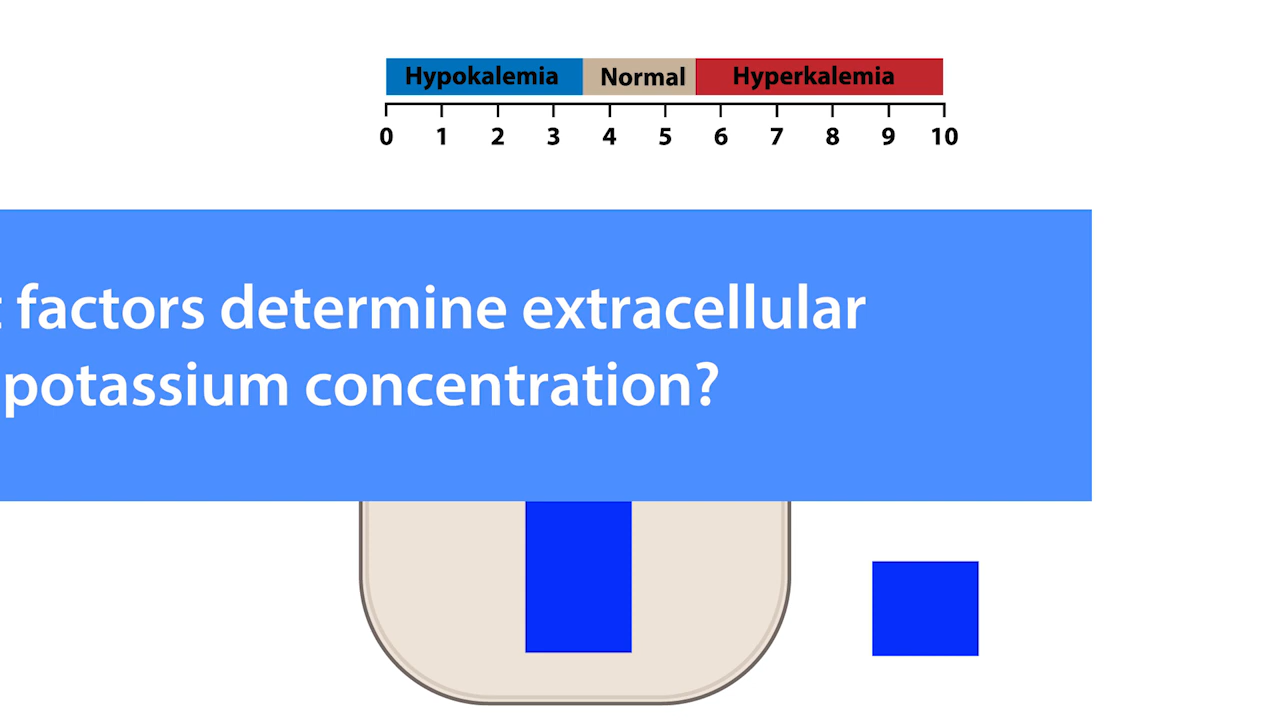 Hypokalemia Normal Hyperkalemia
0 1 2 3 4 5 6 7 8 9 10
factors determine extracellular
potassium concentration?